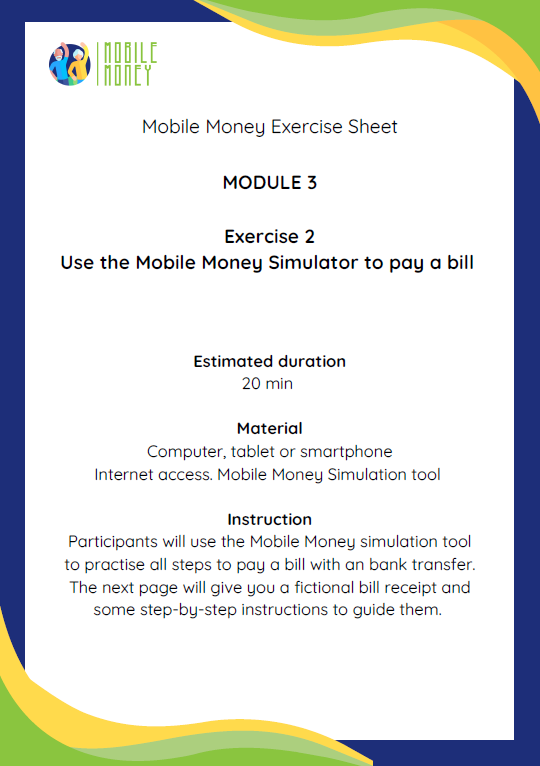 MOBILE
MONEY
Mobile Money Exercise Sheet
MODULE 3
Exercise 2
Use the Mobile Money Simulator to pay a bill
Estimated duration
20 min
Material
Computer, tablet or smartphone
Internet access. Mobile Money Simulation tool
Instruction
Participants will use the Mobile Money simulation tool
to practise all steps to pay a bill with an bank transfer.
The next page will give you a fictional bill receipt and
some step-by-step instructions to guide them.